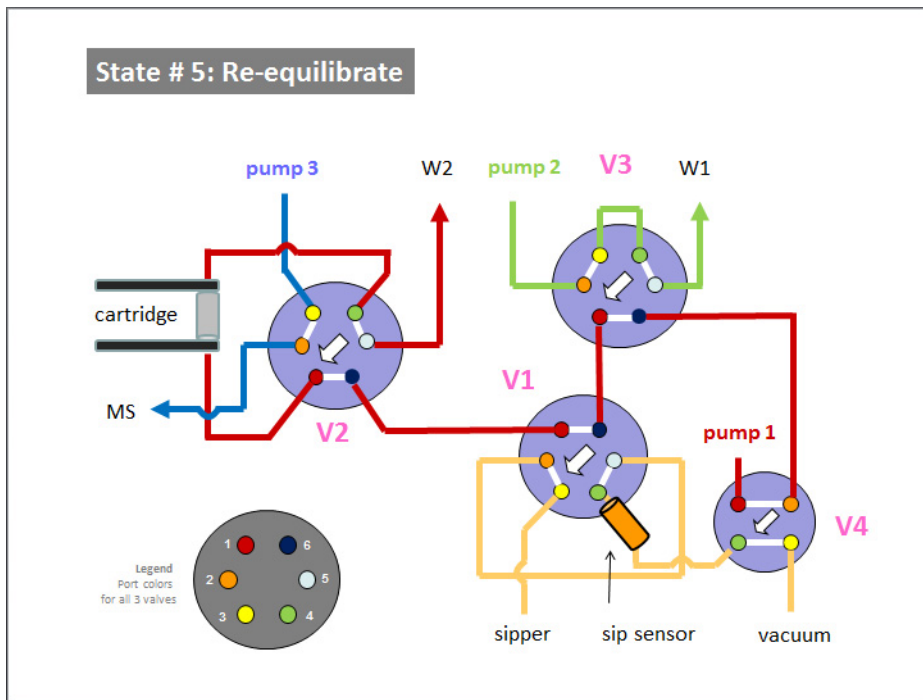 State # 5: Re-equilibrate
pump 3
W2
pump 2
V3
W1
cartridge
MS
V2
V1
pump 1
V4
1
6
Legend
Port colors
for all 3 valves
2
5
3
4
sipper
sip sensor
vacuum